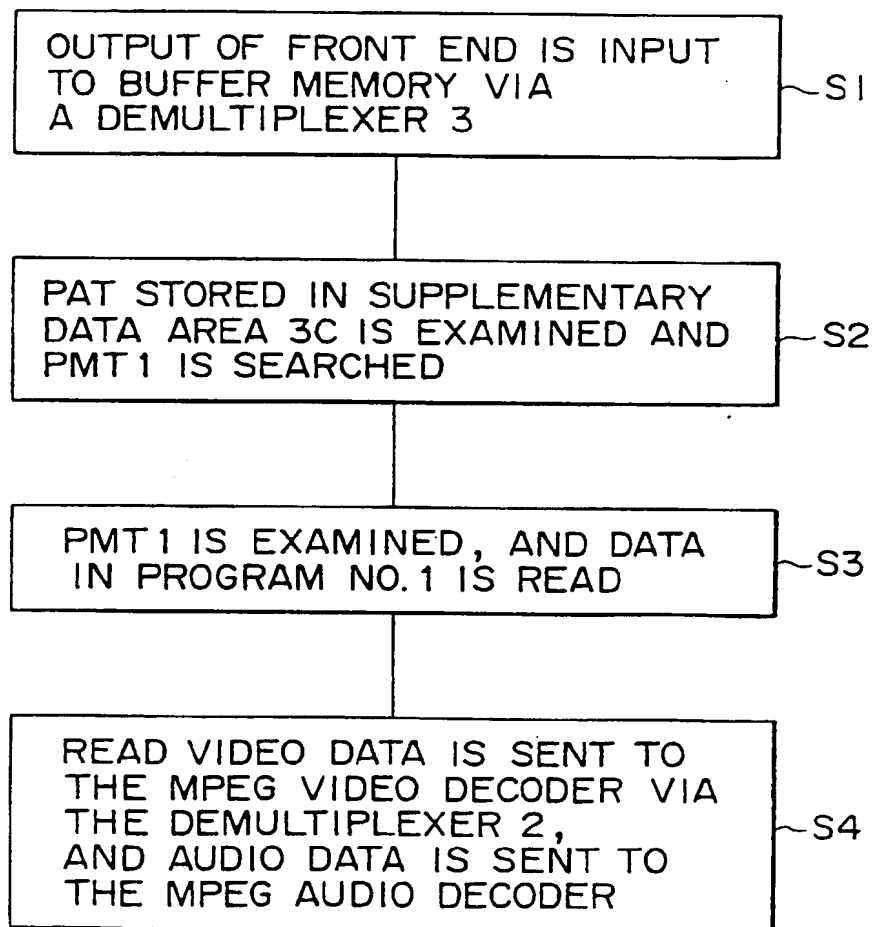 OUTPUT OF FRONT END IS INPUT
TO BUFFER MEMORY VIA
A DEMULTIPLEXER 3
S1
PAT STORED IN SUPPLEMENTARY
DATA AREA 3C IS EXAMINED AND
PMT1 IS SEARCHED
S2
PMT1 IS EXAMINED, AND DATA
IN PROGRAM NO.1 IS READ
S3
READ VIDEO DATA IS SENT TO
THE MPEG VIDEO DECODER VIA
THE DEMULTIPLEXER 2,
AND AUDIO DATA IS SENT TO
THE MPEG AUDIO DECODER
S4